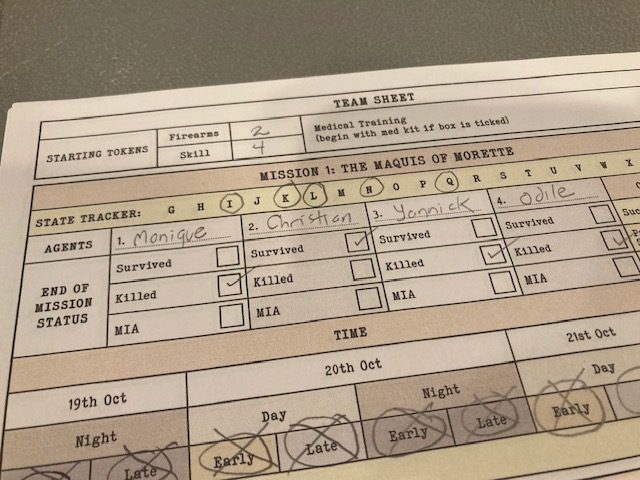 TEAM SHEET
STARTING TOKENS
Firearms 2
Skill 4
Medical Training
(begin with med kit if box is ticked)
MISSION 1: THE MAQUIS OF MORETTE
STATE TRACKER: G H I J K L M N O P Q R S T U V W X
AGENTS 1. Monique 2. Christian 3. Yannick 4. Odile
END OF MISSION STATUS
Survived Survived Survived Survived
Killed Killed Killed Killed
MIA MIA MIA MIA
TIME
19th Oct 20th Oct 21st Oct
Night Day Night Day
Late Early Late Early Late Early